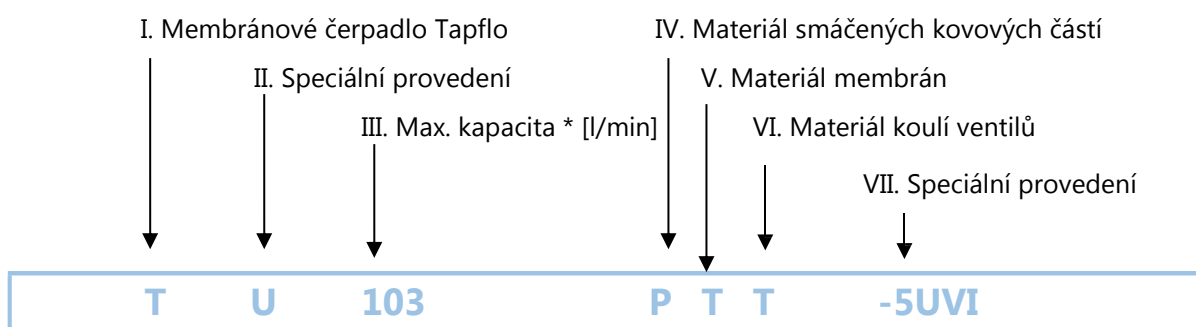 I. Membránové čerpadlo Tapflo IV. Materiál smáčených kovových částí
II. Speciální provedení V. Materiál membrán
III. Max. kapacita * [l/min] VI. Materiál koulí ventilů
VII. Speciální provedení
T U 103 P T T -5UVI